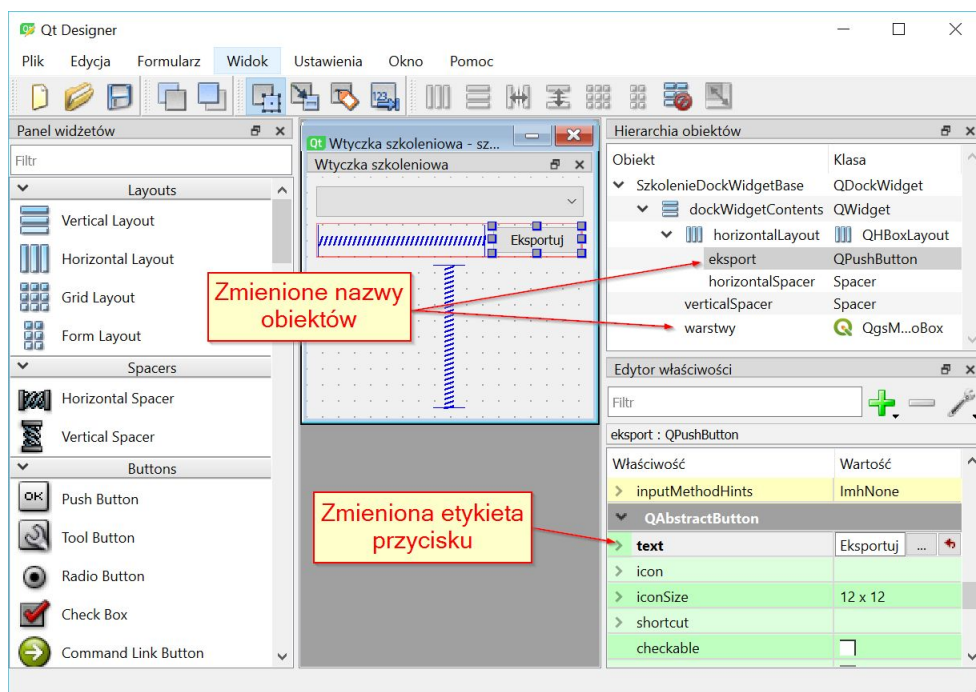 Qt Designer
Plik Edycja Formularz Widok Ustawienia Okno Pomoc
Panel widżetów
Filtr
Layouts
Vertical Layout
Horizontal Layout
Grid Layout
Form Layout
Spacers
Horizontal Spacer
Vertical Spacer
Buttons
OK Push Button
Tool Button
Radio Button
Check Box
Command Link Button
Qt Wtyczka szkoleniowa - sz...
Wtyczka szkoleniowa
Eksportuj
Zmienione nazwy
obiektów
Zmieniona etykieta
przycisku
Hierarchia obiektów
Obiekt Klasa
SzkolenieDockWidgetBase QDockWidget
dockWidgetContents QWidget
horizontalLayout QHBoxLayout
eksport QPushButton
horizontalSpacer Spacer
verticalSpacer Spacer
warstwy QgsM...oBox
Edytor właściwości
Filtr
eksport : QPushButton
Właściwość Wartość
inputMethodHints ImhNone
QAbstractButton
text Eksportuj ...
icon
iconSize 12 x 12
shortcut
checkable